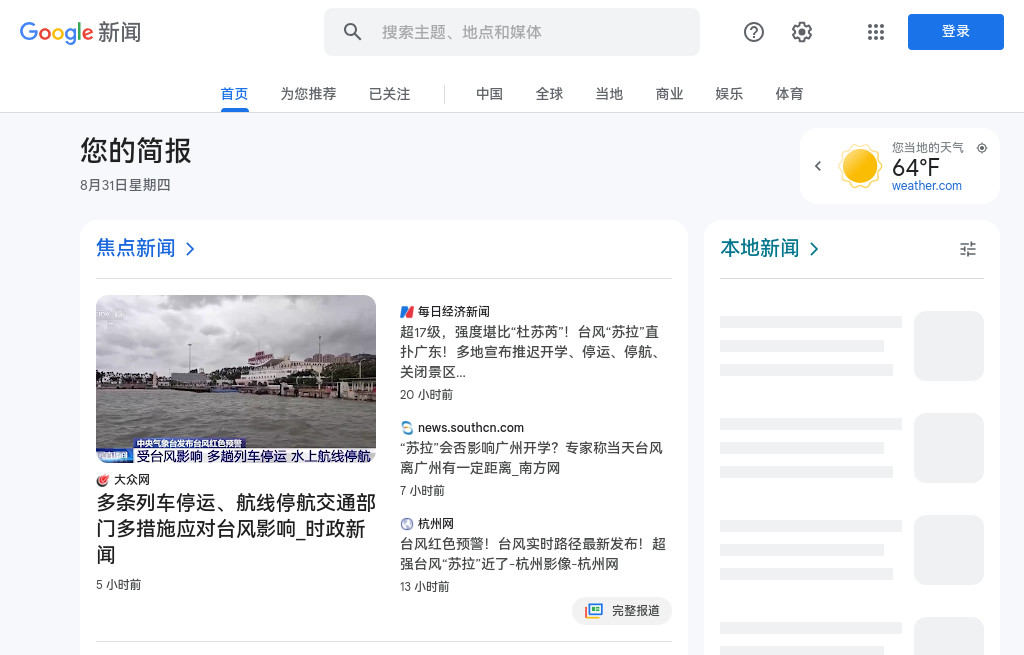 Google 新闻
搜索主题、地点和媒体
登录
首页
为您推荐
已关注
中国
全球
当地
商业
娱乐
体育
您的简报
8月31日星期四
您当地的天气
64°F
weather.com
焦点新闻
本地新闻
中央气象台发布台风红色预警
受台风影响 多趟列车停运 水上航线停航
大众网
多条列车停运、航线停航交通部
门多措施应对台风影响_时政新
闻
5 小时前
每日经济新闻
超17级，强度堪比“杜苏芮”！台风“苏拉”直
扑广东！多地宣布推迟开学、停运、停航、
关闭景区...
20 小时前
news.southcn.com
“苏拉”会否影响广州开学？专家称当天台风
离广州有一定距离_南方网
7 小时前
杭州网
台风红色预警！台风实时路径最新发布！超
强台风“苏拉”近了-杭州影像-杭州网
13 小时前
完整报道